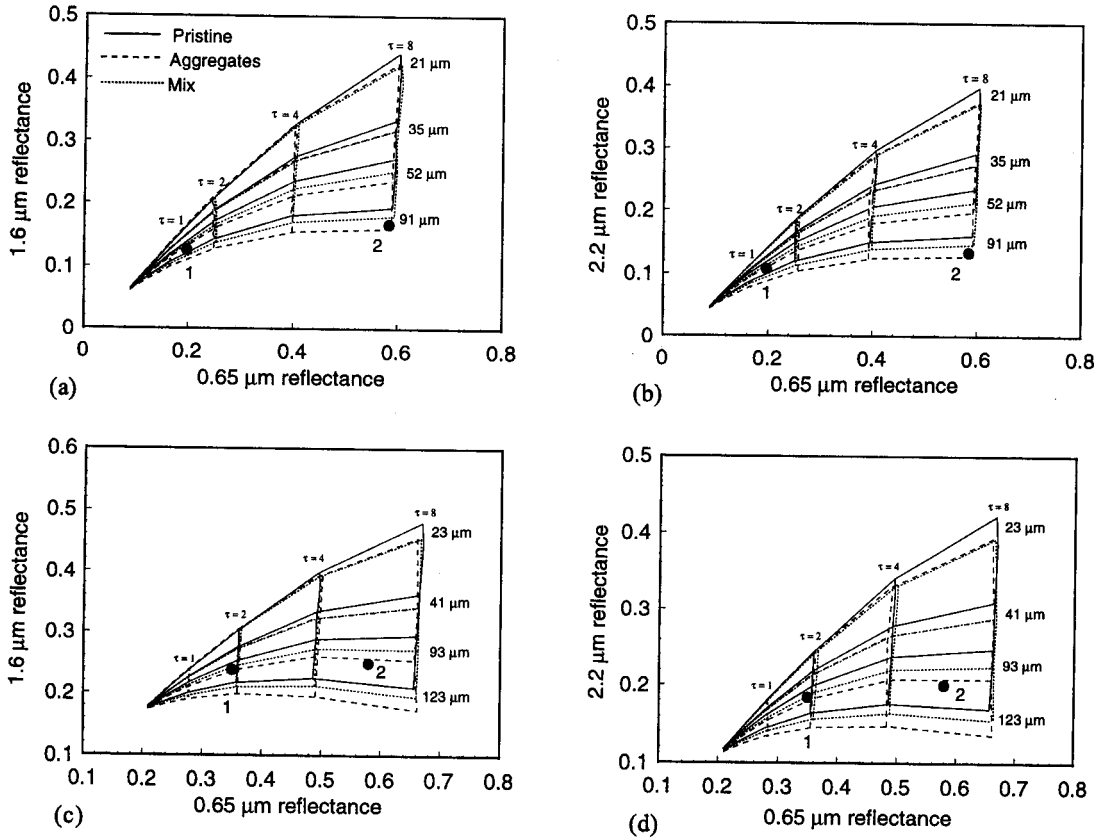 0.5
0.4
0.3
0.2
0.1
0
1.6 µm reflectance
Pristine
Aggregates
Mix
τ = 1
τ = 2
τ = 4
τ = 8
21 µm
35 µm
52 µm
91 µm
1
2
0 0.2 0.4 0.6 0.8
0.65 µm reflectance
(a)
0.5
0.4
0.3
0.2
0.1
0
2.2 µm reflectance
τ = 1
τ = 2
τ = 4
τ = 8
21 µm
35 µm
52 µm
91 µm
1
2
0 0.2 0.4 0.6 0.8
0.65 µm reflectance
(b)
0.6
0.5
0.4
0.3
0.2
0.1
1.6 µm reflectance
τ = 1
τ = 2
τ = 4
τ = 8
23 µm
41 µm
93 µm
123 µm
1
2
0.1 0.2 0.3 0.4 0.5 0.6 0.7 0.8
0.65 µm reflectance
(c)
0.5
0.4
0.3
0.2
0.1
2.2 µm reflectance
τ = 1
τ = 2
τ = 4
τ = 8
23 µm
41 µm
93 µm
123 µm
1
2
0.1 0.2 0.3 0.4 0.5 0.6 0.7 0.8
0.65 µm reflectance
(d)